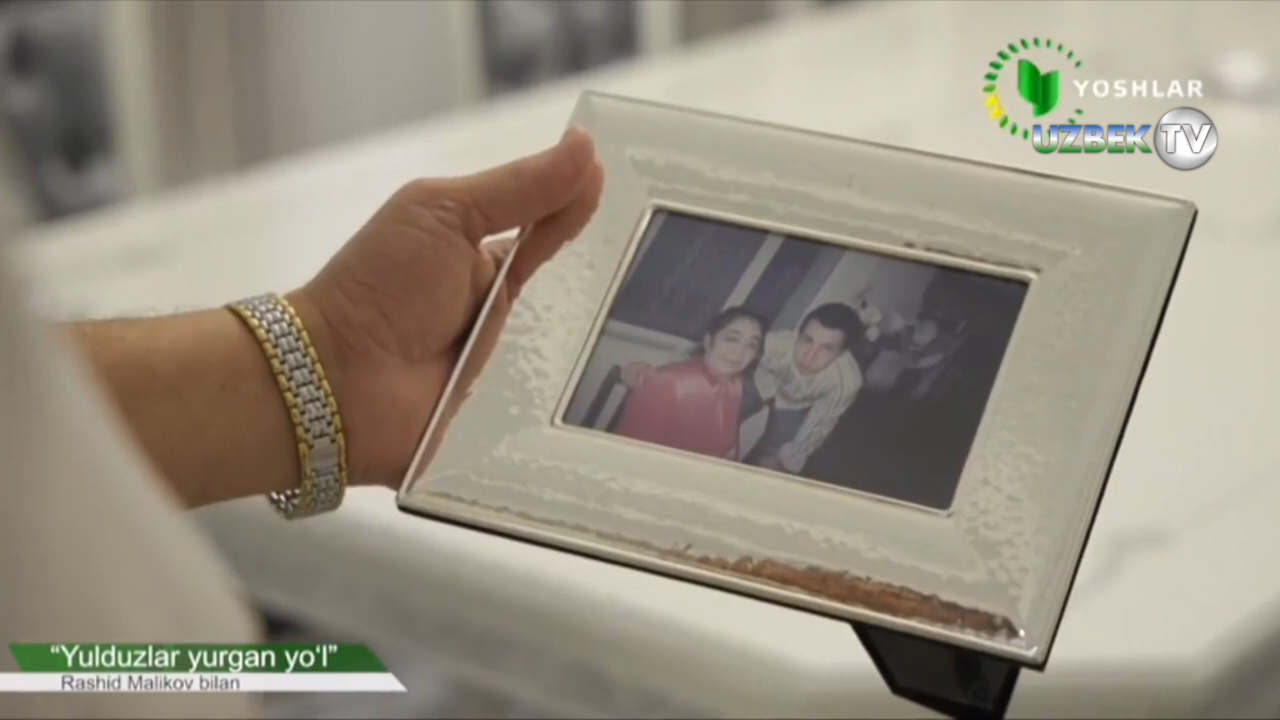 YOSHLAR
UZBEK TV
“Yulduzlar yurgan yo‘l”
Rashid Malikov bilan